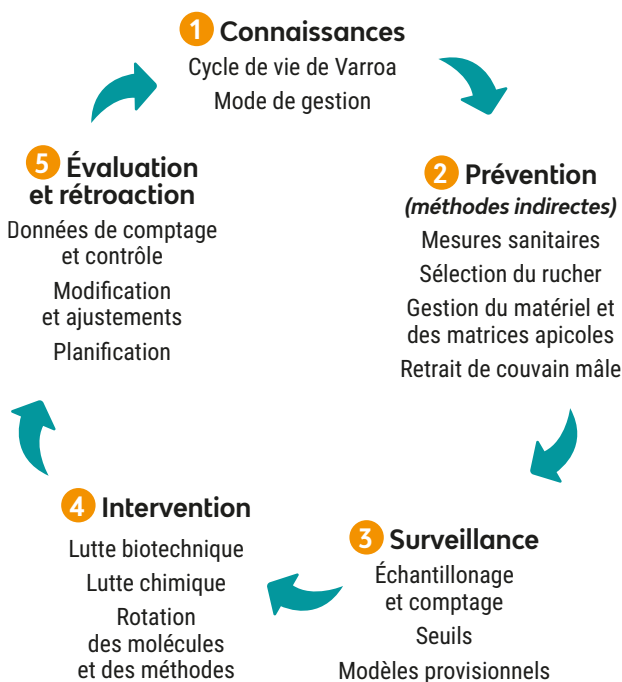 1 Connaissances
Cycle de vie de Varroa
Mode de gestion
2 Prévention
(méthodes indirectes)
Mesures sanitaires
Sélection du rucher
Gestion du matériel et
des matrices apicoles
Retrait de couvain mâle
3 Surveillance
Échantillonage
et comptage
Seuils
Modèles provisionnels
4 Intervention
Lutte biotechnique
Lutte chimique
Rotation
des molécules
et des méthodes
5 Évaluation
et rétroaction
Données de comptage
et contrôle
Modification
et ajustements
Planification